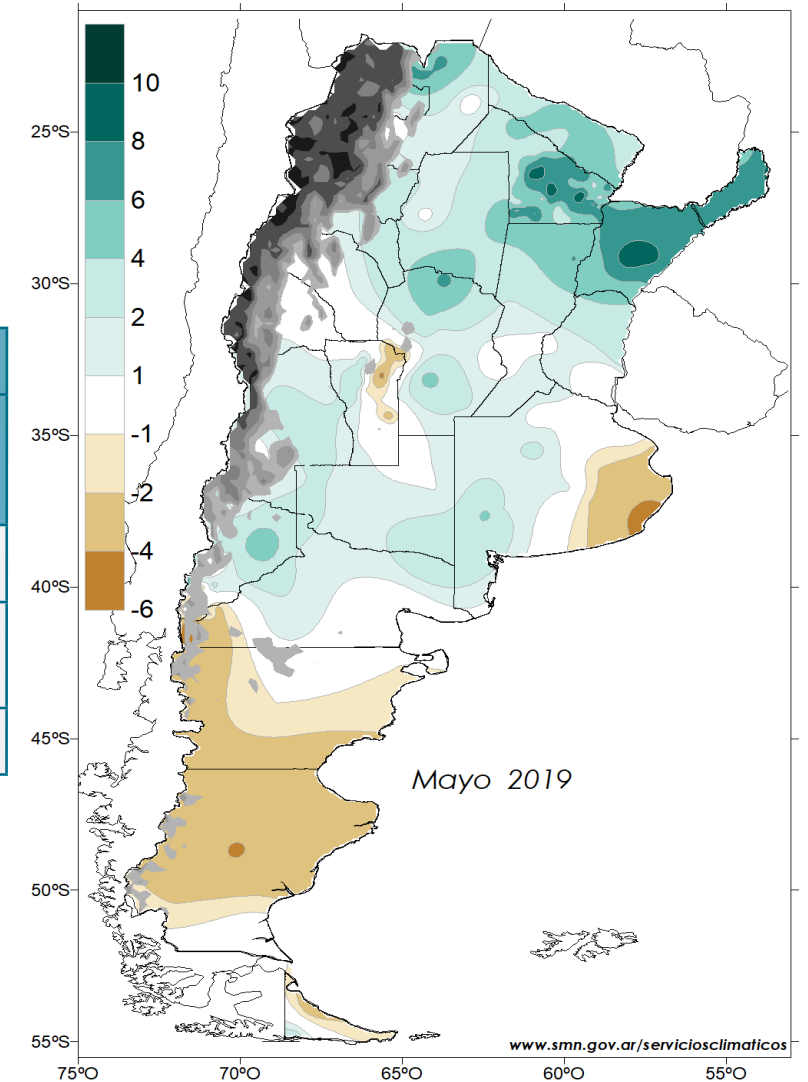 10
8
6
4
2
1
-1
-2
-4
-6
25ºS
30ºS
35ºS
40ºS
45ºS
50ºS
55ºS
Mayo 2019
www.smn.gov.ar/serviciosclimaticos
75ºO
70ºO
65ºO
60ºO
55ºO